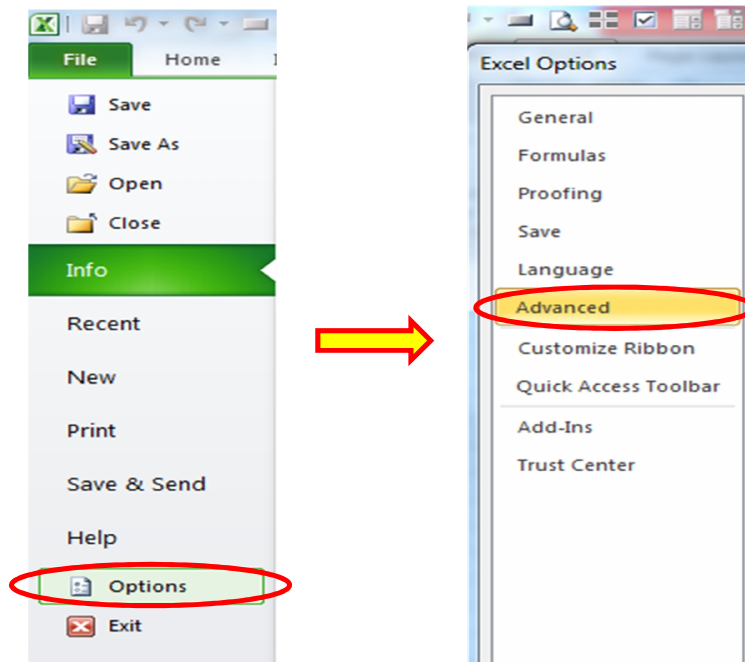 File Home
Save
Save As
Open
Close
Info
Recent
New
Print
Save & Send
Help
Options
Exit
Excel Options
General
Formulas
Proofing
Save
Language
Advanced
Customize Ribbon
Quick Access Toolbar
Add-Ins
Trust Center